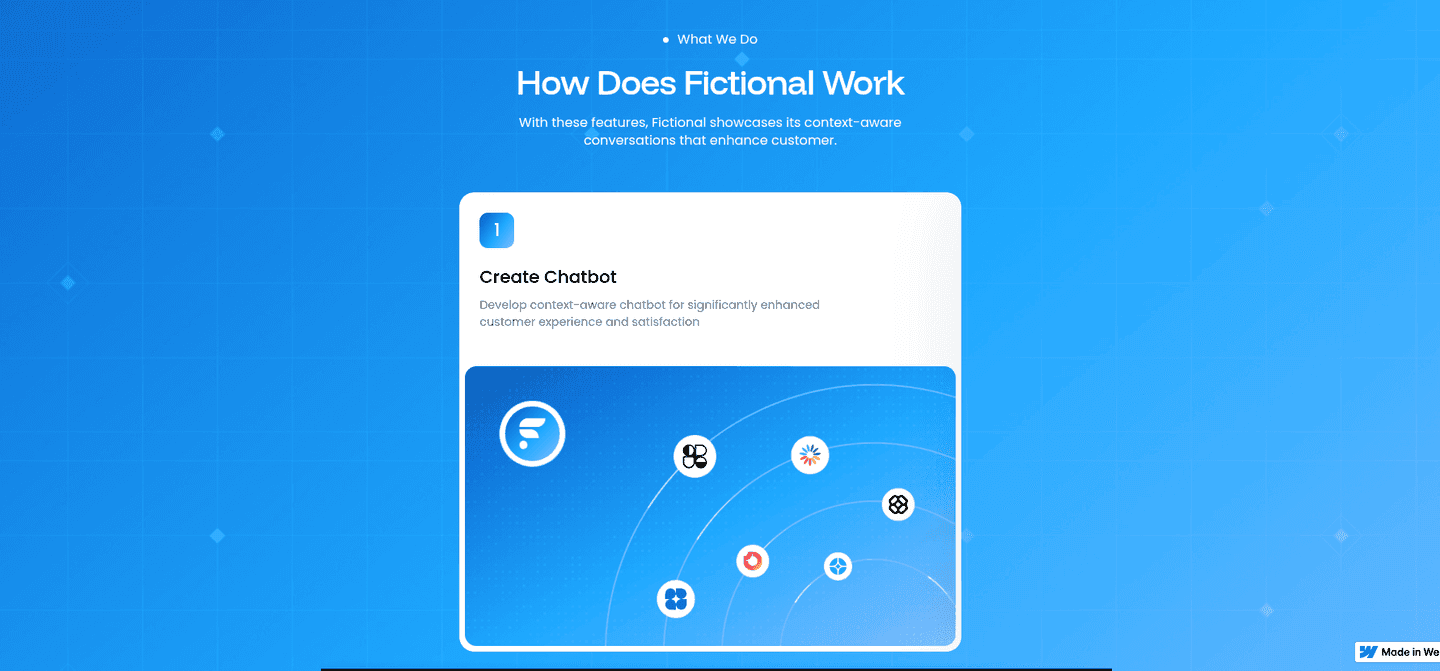 What We Do
How Does Fictional Work
With these features, Fictional showcases its context-aware
conversations that enhance customer.
1
Create Chatbot
Develop context-aware chatbot for significantly enhanced
customer experience and satisfaction
Made in We